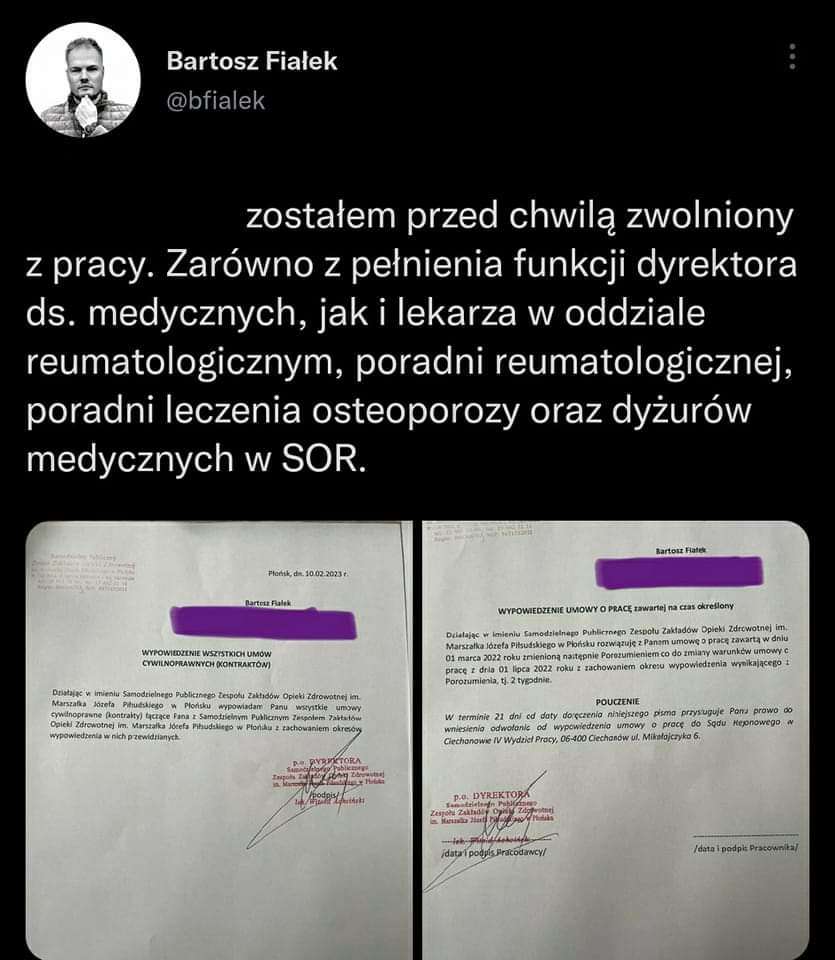 Bartosz Fiałek
@bfialek
zostałem przed chwilą zwolniony
z pracy. Zarówno z pełnienia funkcji dyrektora
ds. medycznych, jak i lekarza w oddziale
reumatologicznym, poradni reumatologicznej,
poradni leczenia osteoporozy oraz dyżurów
medycznych w SOR.
Samodzielny Publiczny
Płońsk, dn. 10.02.2023 r.
Bartosz Fiałek
WYPOWIEDZENIE WSZYSTKICH UMÓW
CYWILNOPRAWNYCH (KONTRAKTÓW)
Działając w imieniu Samodzielnego Publicznego Zespołu Zakładów Opieki Zdrowotnej im.
Marszałka Józefa Piłsudskiego w Płońsku wypowiadam Panu wszystkie umowy
cywilnoprawne (kontrakty) łączące Pana z Samodzielnym Publicznym Zespołem Zakładów
Opieki Zdrowotnej im. Marszałka Józefa Piłsudskiego w Płońsku z zachowaniem okresów
wypowiedzenia w nich przewidzianych.
p.o. DYREKTORA
Samodzielnego Publicznego
Zespołu Zakładów Opieki Zdrowotnej
im. Marszałka Józefa Piłsudskiego w Płońsku
/podpis/
lek.
Bartosz Fiałek
WYPOWIEDZENIE UMOWY O PRACĘ zawartej na czas określony
Działając w imieniu Samodzielnego Publicznego Zespołu Zakładów Opieki Zdrowotnej im.
Marszałka Józefa Piłsudskiego w Płońsku rozwiązuję z Panem umowę o pracę zawartą w dniu
01 marca 2022 roku zmienioną następnie Porozumieniem co do zmiany warunków umowy o
pracę z dnia 01 lipca 2022 roku z zachowaniem okresu wypowiedzenia wynikającego z
Porozumienia, tj. 2 tygodnie.
POUCZENIE
W terminie 21 dni od daty doręczenia niniejszego pisma przysługuje Panu prawo do
wniesienia odwołania od wypowiedzenia umowy o pracę do Sądu Rejonowego w
Ciechanowie IV Wydział Pracy, 06-400 Ciechanów ul. Mikołajczyka 6.
p.o. DYREKTORA
Samodzielnego Publicznego
Zespołu Zakładów Opieki Zdrowotnej
im. Marszałka Józefa Piłsudskiego w Płońsku
lek.
/data i podpis Pracodawcy/
/data i podpis Pracownika/